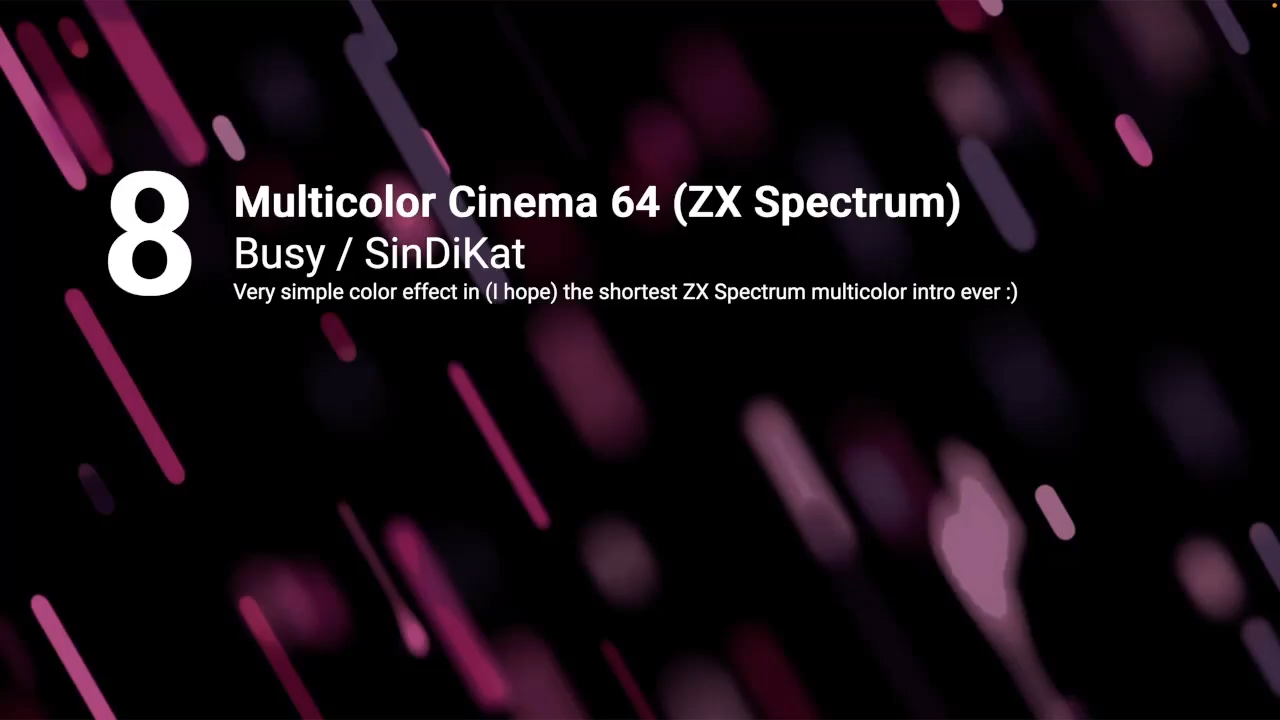 8
Multicolor Cinema 64 (ZX Spectrum)
Busy / SinDiKat
Very simple color effect in (I hope) the shortest ZX Spectrum multicolor intro ever :)